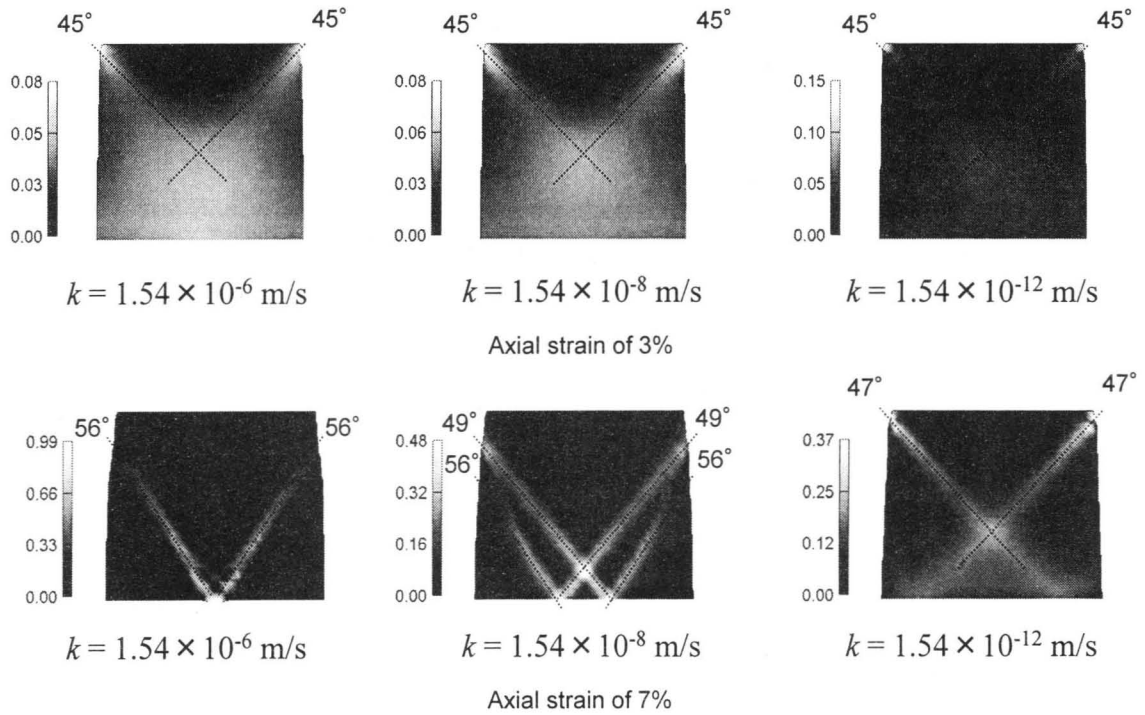 45° 45° 45° 45° 45° 45°
0.08 0.08 0.15
0.05 0.06 0.10
0.03 0.03 0.05
0.00 0.00 0.00
k = 1.54 × 10-6 m/s k = 1.54 × 10-8 m/s k = 1.54 × 10-12 m/s
Axial strain of 3%
47° 47°
56° 56° 49° 49°
56° 56°
0.99 0.48 0.37
0.66 0.32 0.25
0.33 0.16 0.12
0.00 0.00 0.00
k = 1.54 × 10-6 m/s k = 1.54 × 10-8 m/s k = 1.54 × 10-12 m/s
Axial strain of 7%